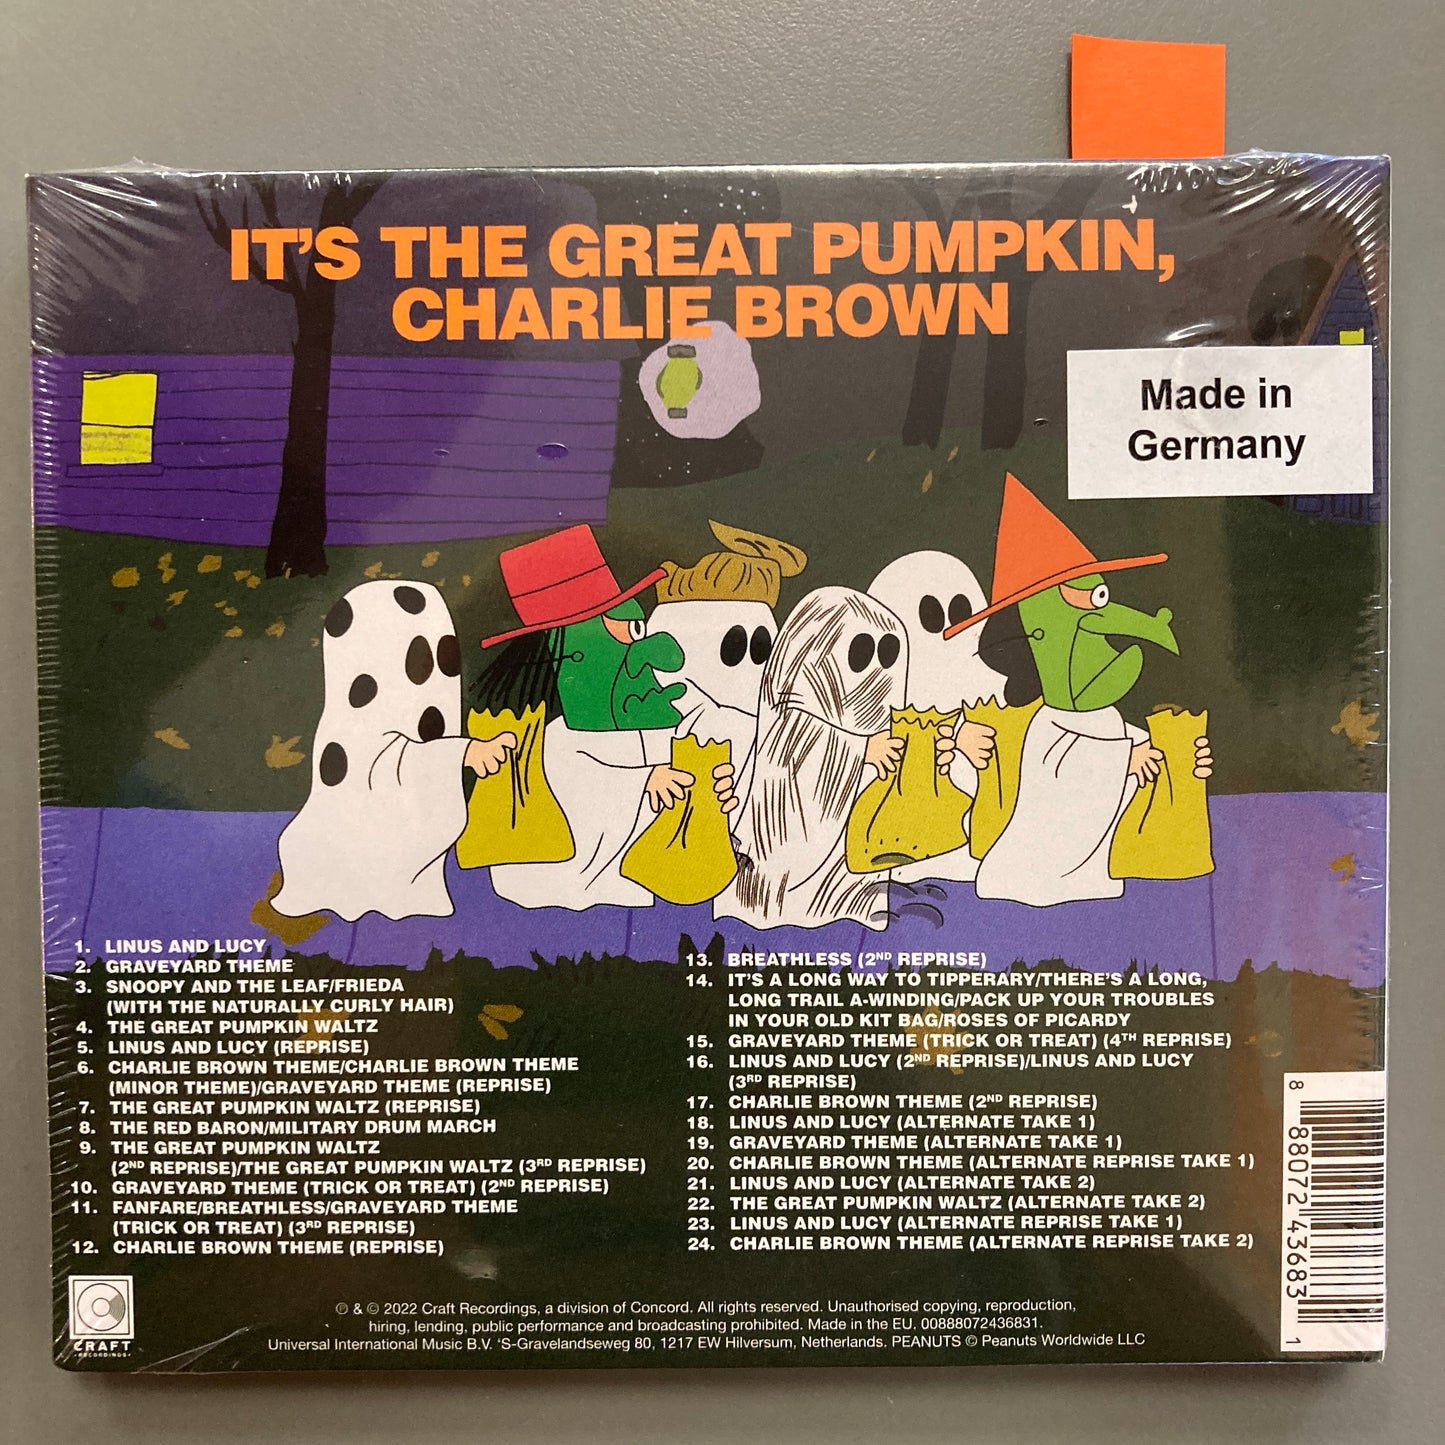 IT'S THE GREAT PUMPKIN,
CHARLIE BROWN
Made in
Germany
1. LINUS AND LUCY
2. GRAVEYARD THEME
3. SNOOPY AND THE LEAF/FRIEDA
(WITH THE NATURALLY CURLY HAIR)
4. THE GREAT PUMPKIN WALTZ
5. LINUS AND LUCY (REPRISE)
6. CHARLIE BROWN THEME/CHARLIE BROWN THEME
(MINOR THEME)/GRAVEYARD THEME (REPRISE)
7. THE GREAT PUMPKIN WALTZ (REPRISE)
8. THE RED BARON/MILITARY DRUM MARCH
9. THE GREAT PUMPKIN WALTZ
(2ND REPRISE)/THE GREAT PUMPKIN WALTZ (3RD REPRISE)
10. GRAVEYARD THEME (TRICK OR TREAT) (2ND REPRISE)
11. FANFARE/BREATHLESS/GRAVEYARD THEME
(TRICK OR TREAT) (3RD REPRISE)
12. CHARLIE BROWN THEME (REPRISE)
13. BREATHLESS (2ND REPRISE)
14. IT'S A LONG WAY TO TIPPERARY/THERE'S A LONG,
LONG TRAIL A-WINDING/PACK UP YOUR TROUBLES
IN YOUR OLD KIT BAG/ROSES OF PICARDY
15. GRAVEYARD THEME (TRICK OR TREAT) (4TH REPRISE)
16. LINUS AND LUCY (2ND REPRISE)/LINUS AND LUCY
(3RD REPRISE)
17. CHARLIE BROWN THEME (2ND REPRISE)
18. LINUS AND LUCY (ALTERNATE TAKE 1)
19. GRAVEYARD THEME (ALTERNATE TAKE 1)
20. CHARLIE BROWN THEME (ALTERNATE REPRISE TAKE 1)
21. LINUS AND LUCY (ALTERNATE TAKE 2)
22. THE GREAT PUMPKIN WALTZ (ALTERNATE TAKE 2)
23. LINUS AND LUCY (ALTERNATE REPRISE TAKE 1)
24. CHARLIE BROWN THEME (ALTERNATE REPRISE TAKE 2)
8 88072 43683 1
CRAFT
RECORDINGS
℗ & © 2022 Craft Recordings, a division of Concord. All rights reserved. Unauthorised copying, reproduction,
hiring, lending, public performance and broadcasting prohibited. Made in the EU. 00888072436831.
Universal International Music B.V. 'S-Gravelandseweg 80, 1217 EW Hilversum, Netherlands. PEANUTS © Peanuts Worldwide LLC